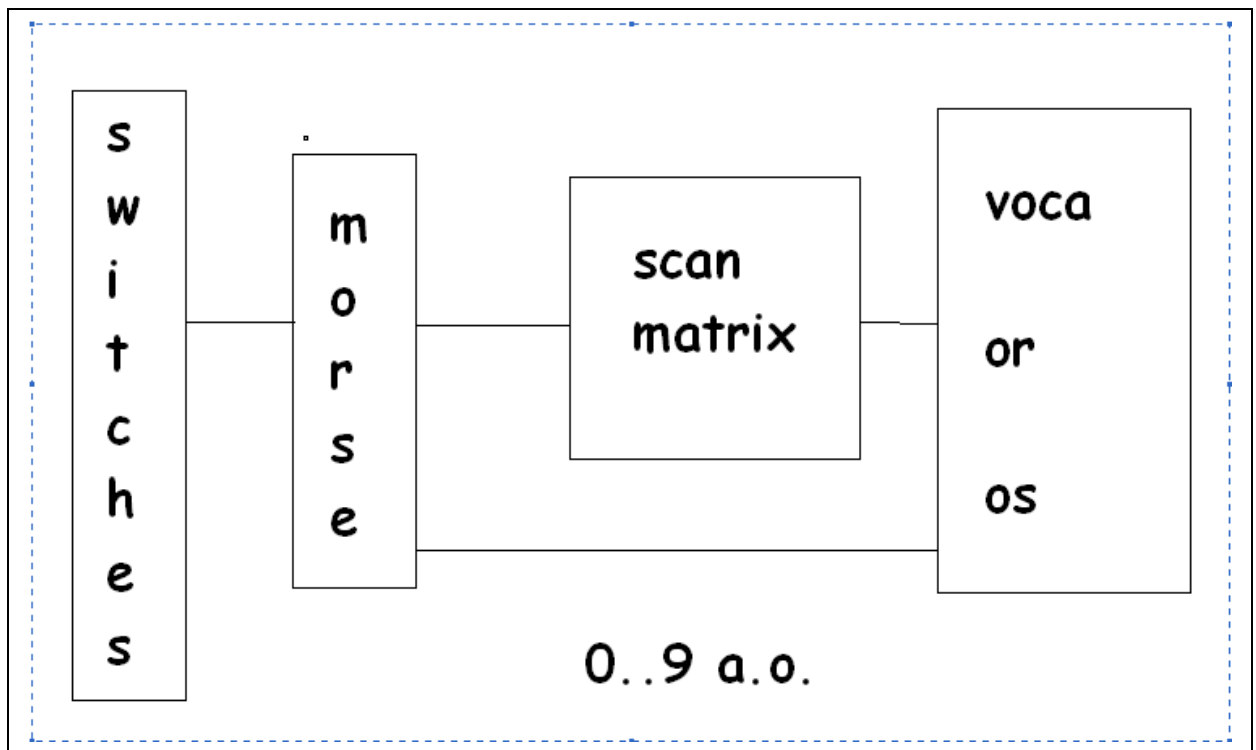 switches
morse
scan
matrix
voca
or
os
0..9 a.o.